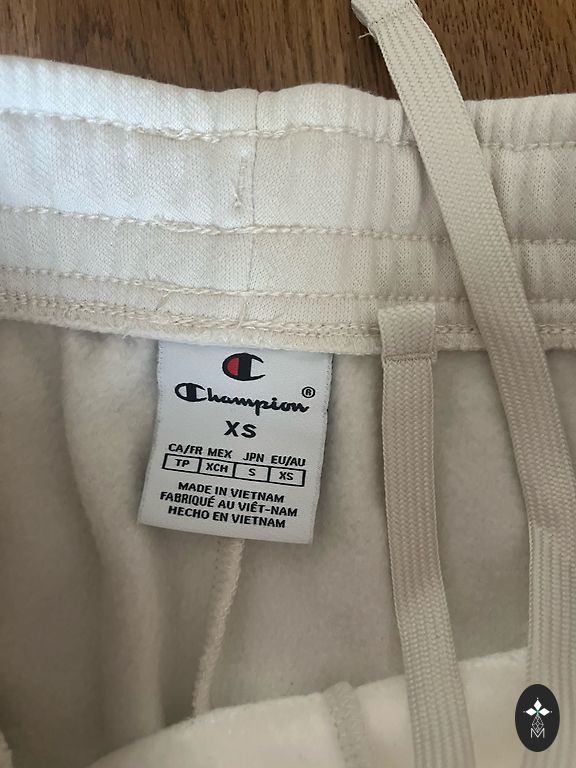 Champion®
XS
CA/FR MEX JPN EU/AU
TP XCH S XS
MADE IN VIETNAM
FABRIQUÉ AU VIÊT-NAM
HECHO EN VIETNAM
M